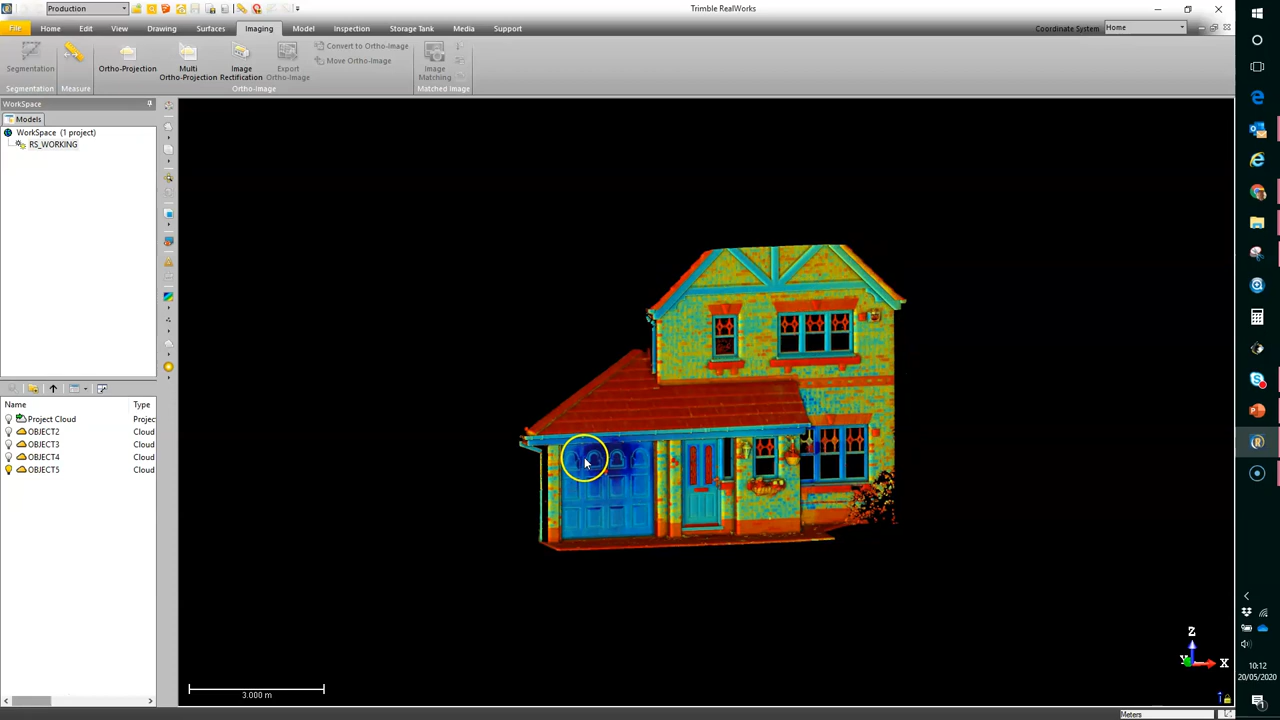 Production
Trimble RealWorks
File Home Edit View Drawing Surfaces Imaging Model Inspection Storage Tank Media Support
Coordinate System Home
Segmentation
Ortho-Projection
Multi
Ortho-Projection
Image
Rectification
Export
Ortho-Image
Convert to Ortho-Image
Move Ortho-Image
Image
Matching
Segmentation
Measure
Ortho-Image
Matched Image
WorkSpace
Models
WorkSpace (1 project)
RS_WORKING
Name Type
Project Cloud Projec
OBJECT2 Cloud
OBJECT3 Cloud
OBJECT4 Cloud
OBJECT5 Cloud
3.000 m
Z
Y
X
Meters
10:12
20/05/2020